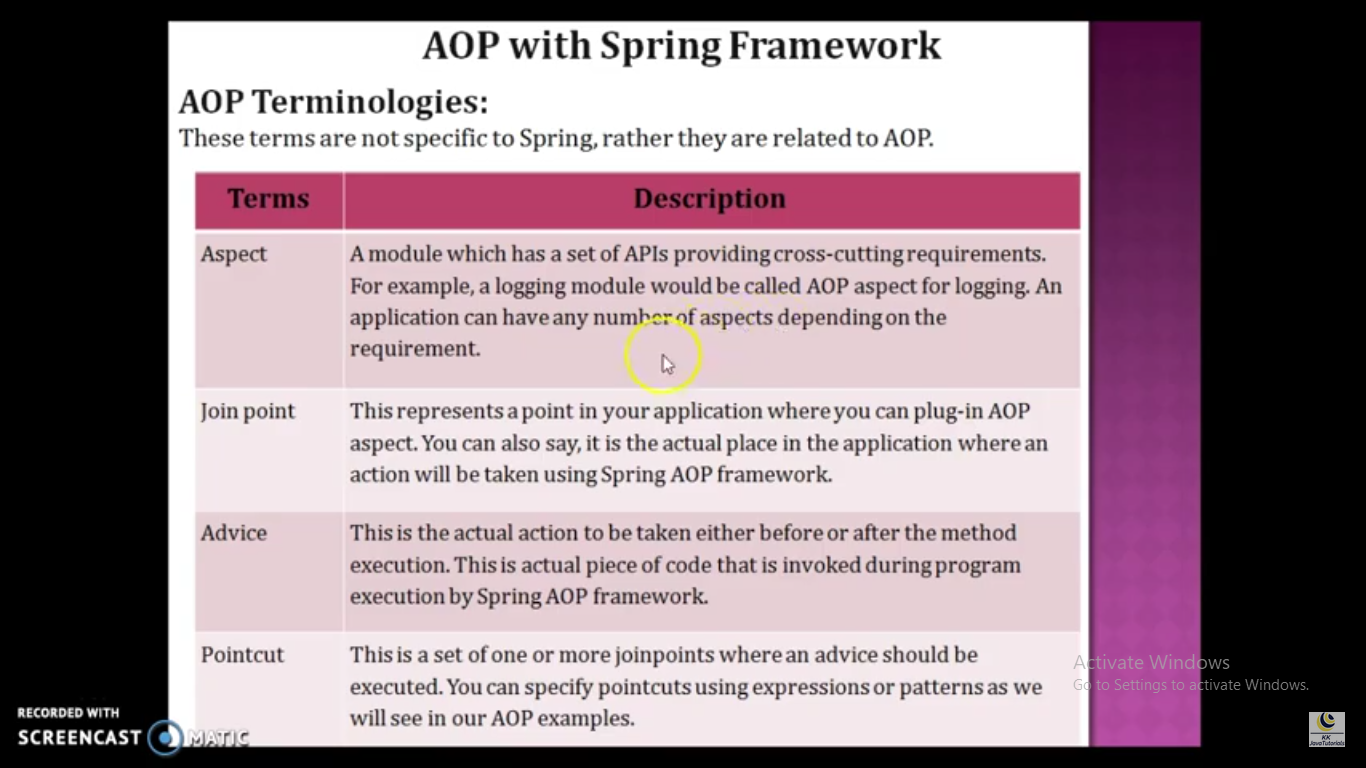 AOP with Spring Framework
AOP Terminologies:
These terms are not specific to Spring, rather they are related to AOP.
Terms
Description
Aspect
A module which has a set of APIs providing cross-cutting requirements.
For example, a logging module would be called AOP aspect for logging. An
application can have any number of aspects depending on the
requirement.
Join point
This represents a point in your application where you can plug-in AOP
aspect. You can also say, it is the actual place in the application where an
action will be taken using Spring AOP framework.
Advice
This is the actual action to be taken either before or after the method
execution. This is actual piece of code that is invoked during program
execution by Spring AOP framework.
Pointcut
This is a set of one or more joinpoints where an advice should be
executed. You can specify pointcuts using expressions or patterns as we
will see in our AOP examples.
Activate Windows
Go to Settings to activate Windows.
RECORDED WITH
SCREENCAST MATIC
KK
JavaTutorials